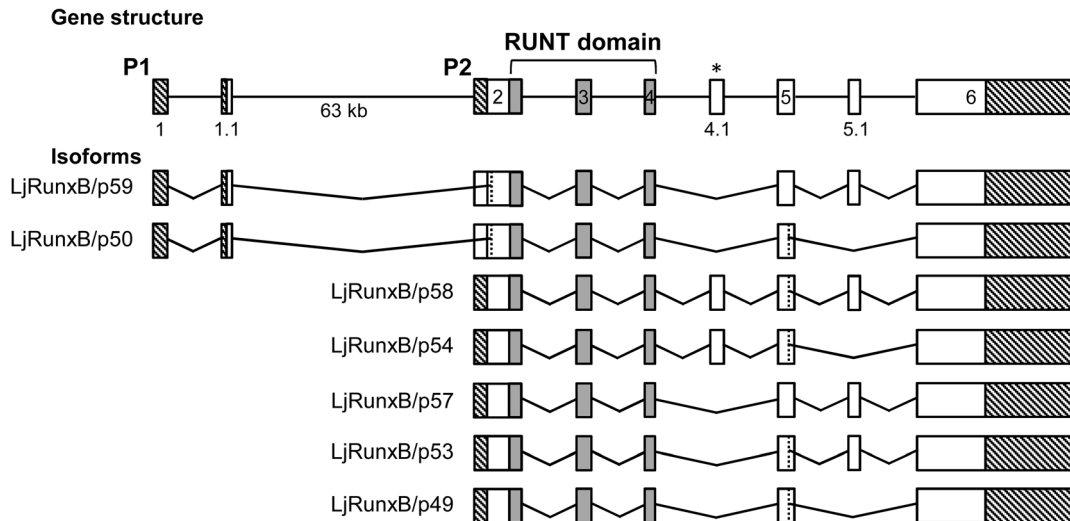 Gene structure
RUNT domain
P1
P2
*
2 3 4 5 6
63 kb
1 1.1 4.1 5.1
Isoforms
LjRunxB/p59
LjRunxB/p50
LjRunxB/p58
LjRunxB/p54
LjRunxB/p57
LjRunxB/p53
LjRunxB/p49